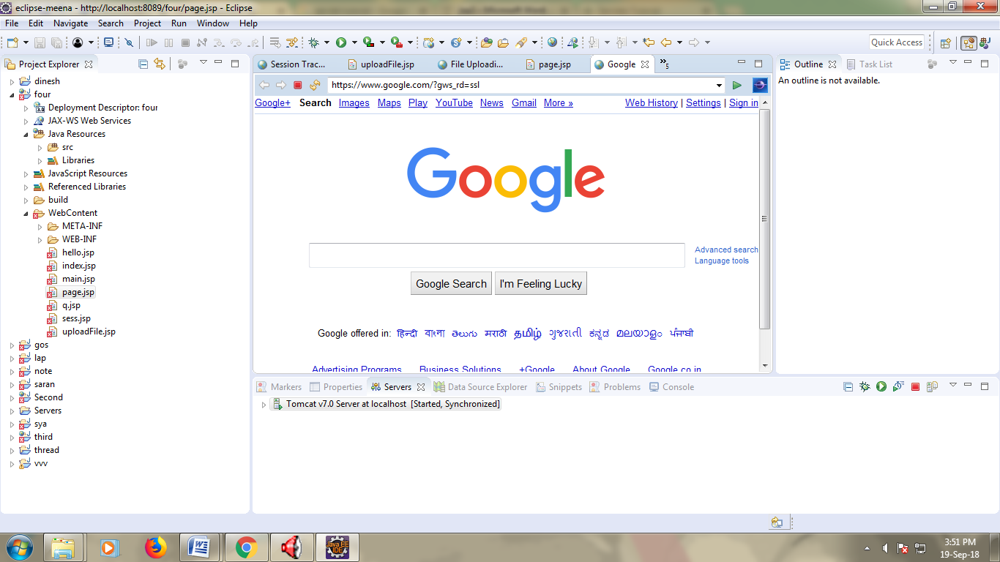 eclipse-meena - http://localhost:8089/four/page.jsp - Eclipse
File Edit Navigate Search Project Run Window Help
Quick Access
Project Explorer
dinesh
four
3.0 Deployment Descriptor: four
JAX-WS Web Services
Java Resources
src
Libraries
JavaScript Resources
Referenced Libraries
build
WebContent
META-INF
WEB-INF
hello.jsp
index.jsp
main.jsp
page.jsp
q.jsp
sess.jsp
uploadFile.jsp
gos
lap
note
saran
Second
Servers
sya
third
thread
vvv
Session Trac... uploadFile.jsp File Uploadi... page.jsp Google »5
https://www.google.com/?gws_rd=ssl
Google+ Search Images Maps Play YouTube News Gmail More » Web History | Settings | Sign in
Google
Advanced search
Language tools
Google Search I'm Feeling Lucky
Google offered in: हिन्दी বাংলা తెలుగు मराठी தமிழ் ગુજરાતી ಕನ್ನಡ മലയാളം ਪੰਜਾਬੀ
Advertising Programs Business Solutions +Google About Google Google.co.in
Outline Task List
An outline is not available.
Markers Properties Servers Data Source Explorer Snippets Problems Console
Tomcat v7.0 Server at localhost [Started, Synchronized]
W Java EE IDE
3:51 PM
19-Sep-18